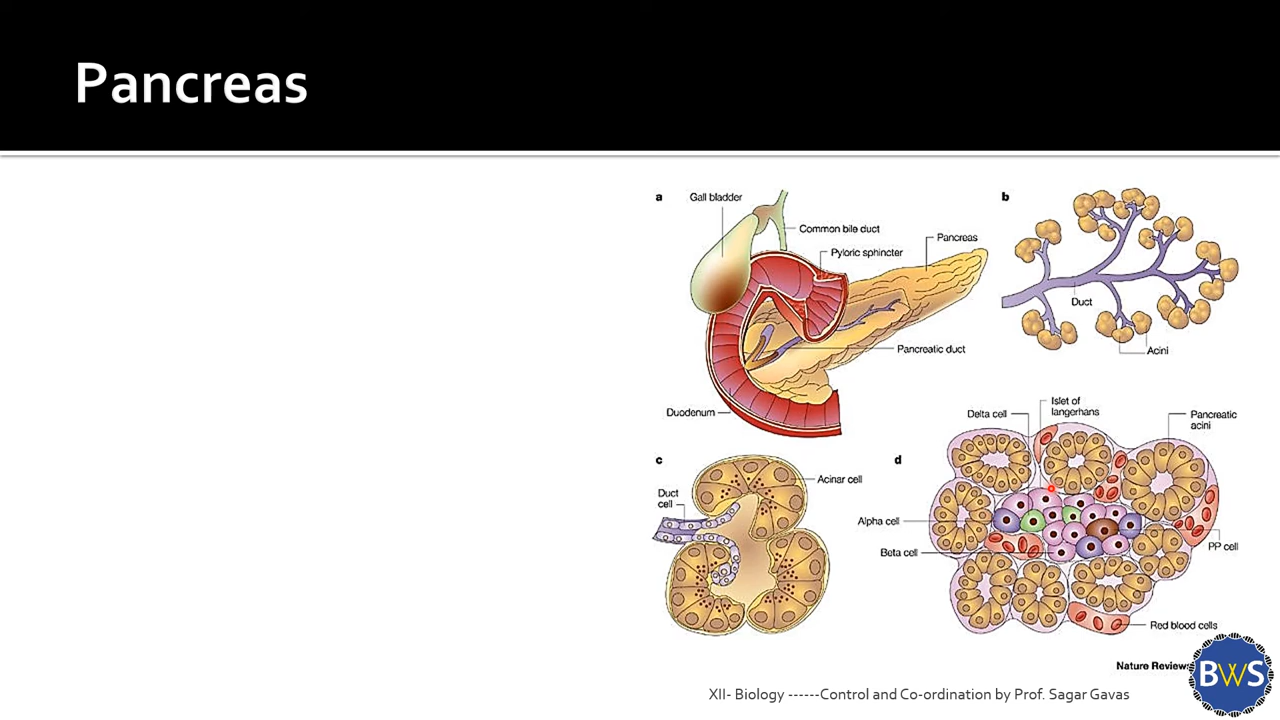 Pancreas
a
Gall bladder
Common bile duct
Pyloric sphincter
Pancreas
Pancreatic duct
Duodenum
b
Duct
Acini
c
Duct
cell
Acinar cell
d
Delta cell
Islet of
langerhans
Pancreatic
acini
Alpha cell
Beta cell
PP cell
Red blood cells
Nature Reviews
BWS
XII- Biology ------Control and Co-ordination by Prof. Sagar Gavas